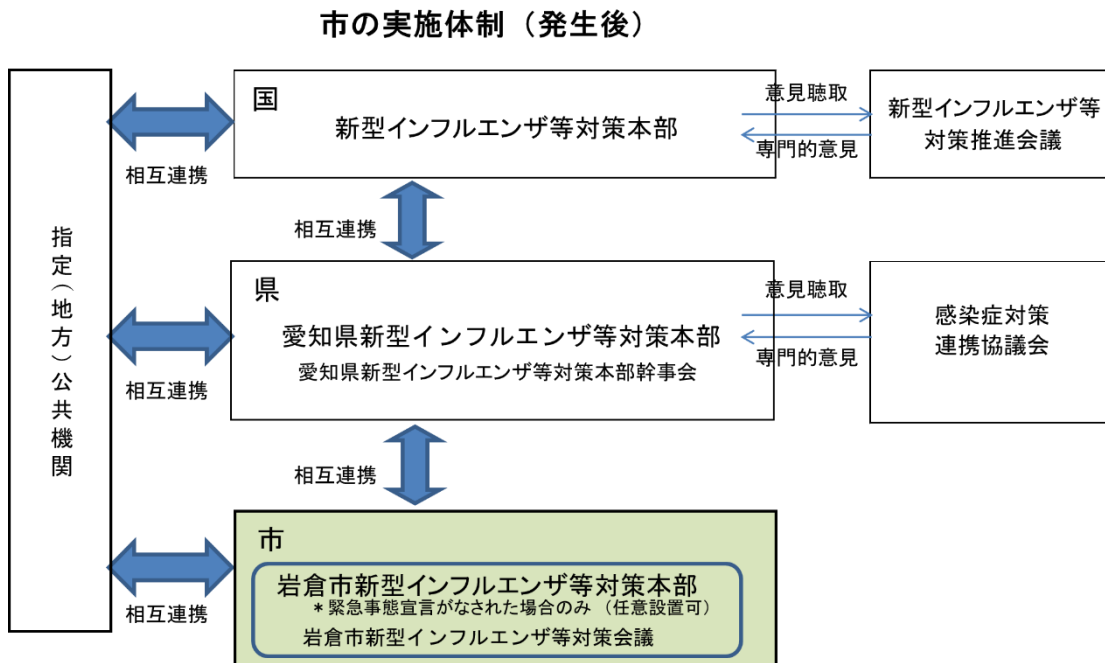 市の実施体制（発生後）
国
新型インフルエンザ等対策本部
意見聴取
専門的意見
新型インフルエンザ等
対策推進会議
相互連携
相互連携
指定（地方）公共機関
県
愛知県新型インフルエンザ等対策本部
愛知県新型インフルエンザ等対策本部幹事会
意見聴取
専門的意見
感染症対策
連携協議会
相互連携
相互連携
市
岩倉市新型インフルエンザ等対策本部
＊緊急事態宣言がなされた場合のみ（任意設置可）
岩倉市新型インフルエンザ等対策会議
相互連携